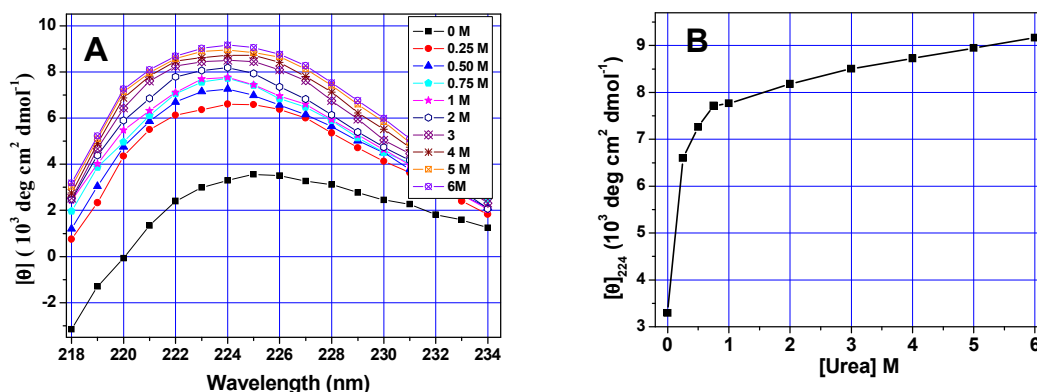 A
10
8
6
4
2
0
-2
[θ] ( 10³ deg cm² dmol⁻¹)
218 220 222 224 226 228 230 232 234
Wavelength (nm)
0 M
0.25 M
0.50 M
0.75 M
1 M
2 M
3
4 M
5 M
6M
B
9
8
7
6
5
4
3
[θ]₂₂₄ (10³ deg cm² dmol⁻¹)
0 1 2 3 4 5 6
[Urea] M